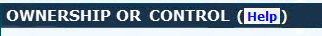 OWNERSHIP OR CONTROL (Help)